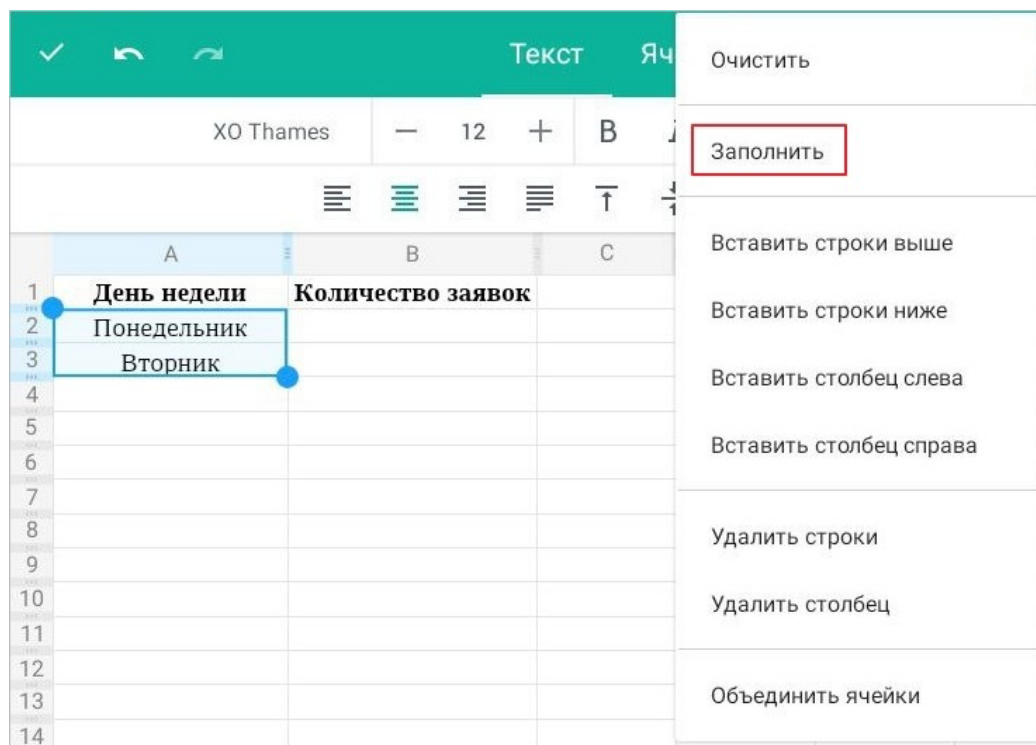 Текст Яч
XO Thames — 12 + B
A B C
1 День недели Количество заявок
2 Понедельник
3 Вторник
4
5
6
7
8
9
10
11
12
13
14
Очистить
Заполнить
Вставить строки выше
Вставить строки ниже
Вставить столбец слева
Вставить столбец справа
Удалить строки
Удалить столбец
Объединить ячейки